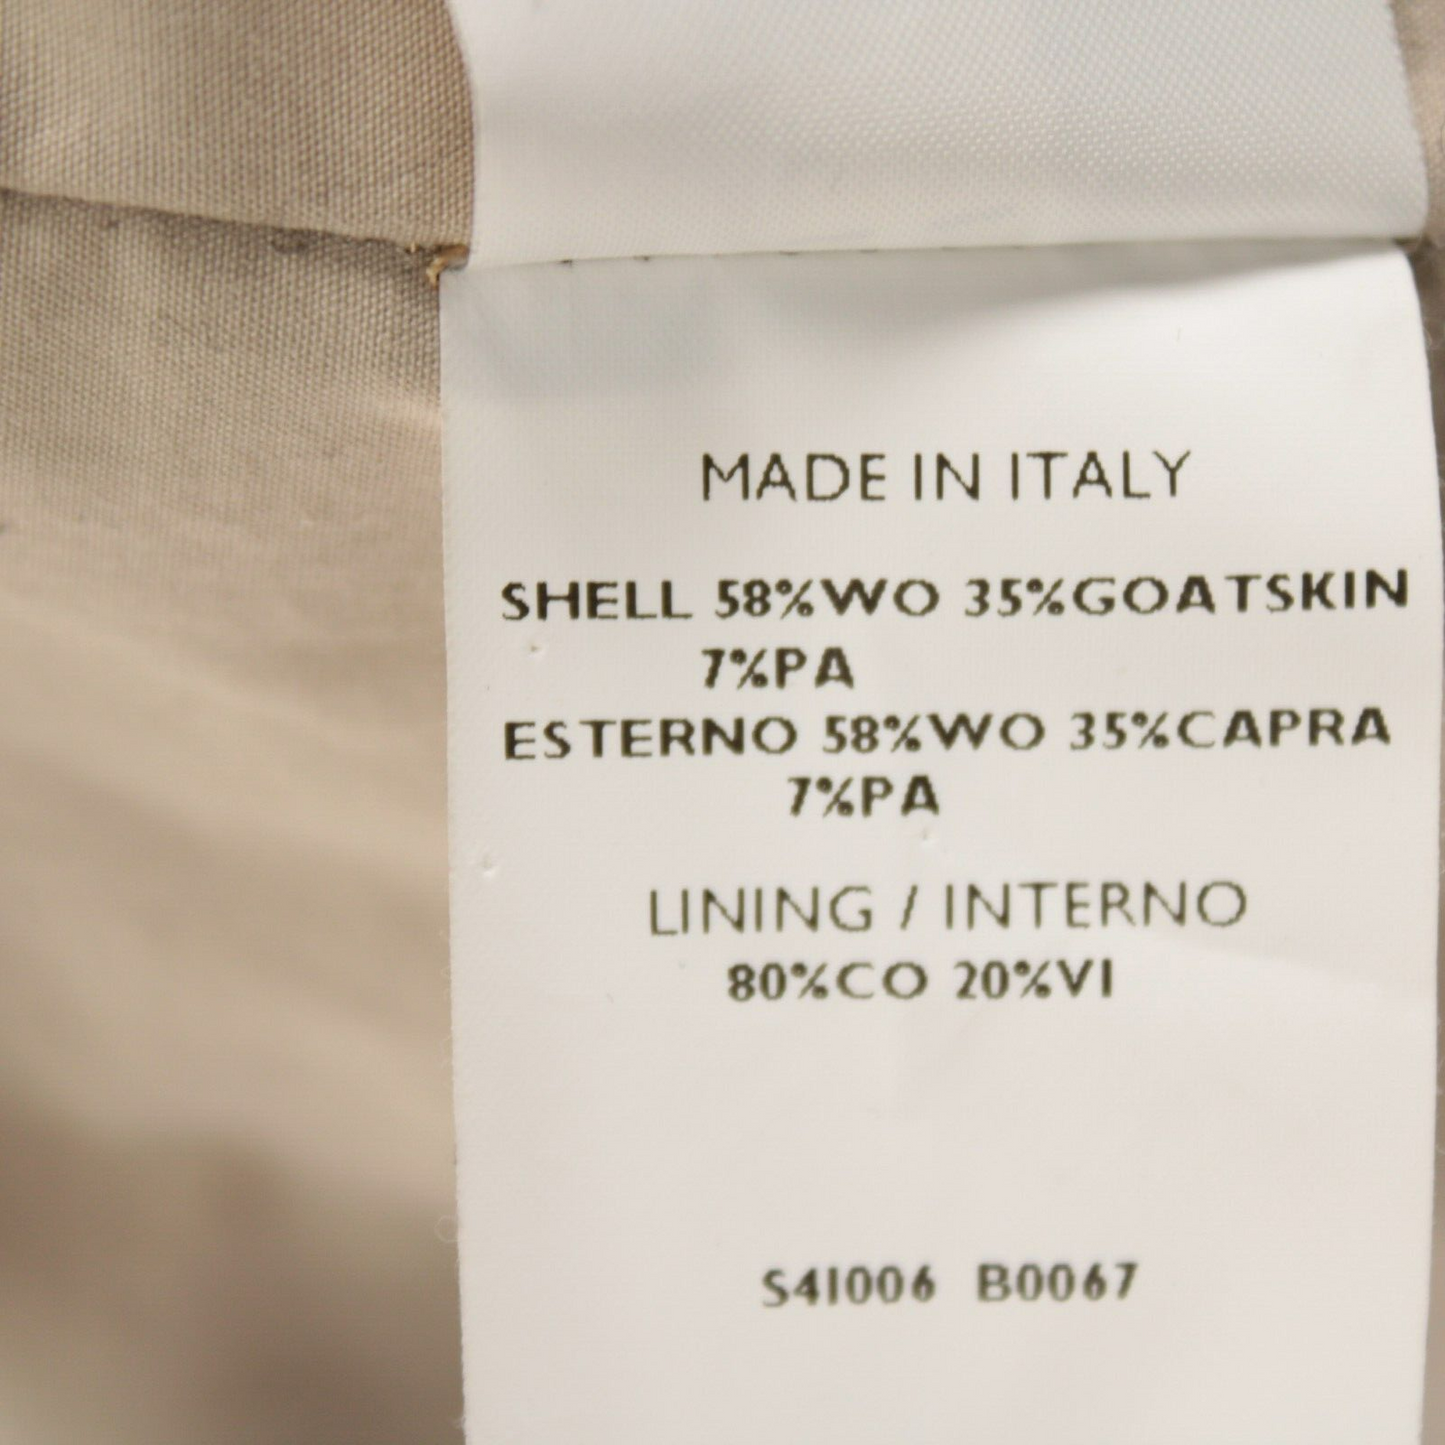 MADE IN ITALY
SHELL 58%WO 35%GOATSKIN
7%PA
ESTERNO 58%WO 35%CAPRA
7%PA
LINING / INTERNO
80%CO 20%VI
S41006 B0067